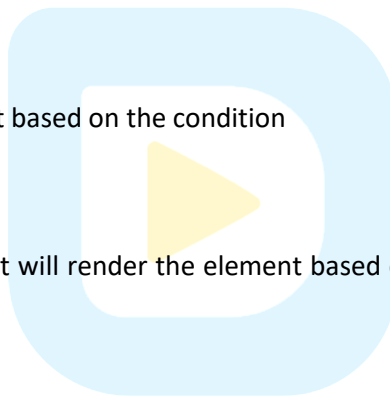 t based on the condition
t will render the element based